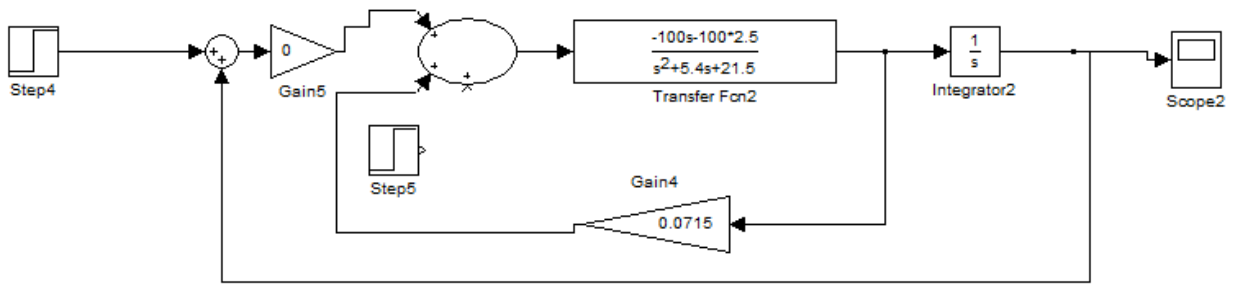 Step4
+
+
0
Gain5
+
+
+
-100s-100*2.5
s2+5.4s+21.5
Transfer Fcn2
1
s
Integrator2
Scope2
Step5
Gain4
0.0715